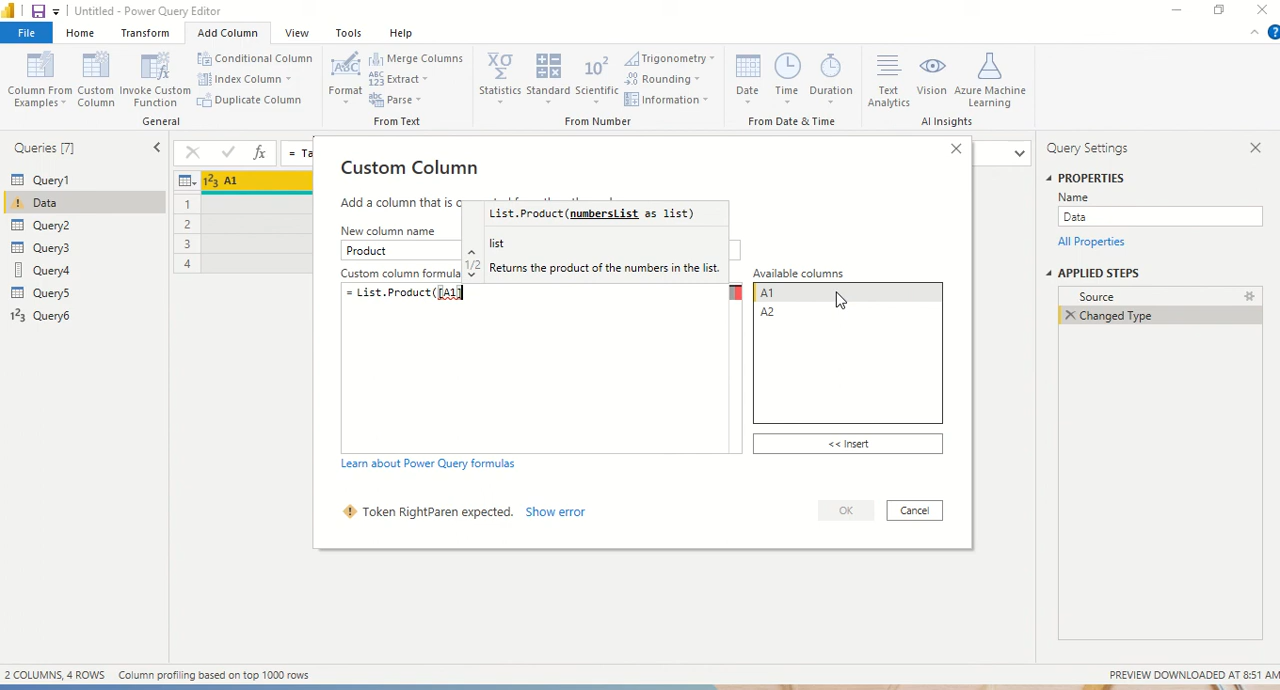 Untitled - Power Query Editor
File Home Transform Add Column View Tools Help
Column From Examples
Custom Column
Invoke Custom Function
Conditional Column
Index Column
Duplicate Column
General
Format
Merge Columns
Extract
Parse
From Text
Statistics
Standard
Scientific
Trigonometry
Rounding
Information
From Number
Date
Time
Duration
From Date & Time
Text Analytics
Vision
Azure Machine Learning
AI Insights
Queries [7]
Query1
Data
Query2
Query3
Query4
Query5
Query6
fx = Ta
A1
1
2
3
4
Custom Column
New column name
Product
Custom column formula
= List.Product([A1]
List.Product(numbersList as list)
list
1/2
Returns the product of the numbers in the list.
Available columns
A1
A2
<< Insert
Learn about Power Query formulas
Token RightParen expected. Show error
OK
Cancel
Query Settings
PROPERTIES
Name
Data
All Properties
APPLIED STEPS
Source
Changed Type
2 COLUMNS, 4 ROWS Column profiling based on top 1000 rows
PREVIEW DOWNLOADED AT 8:51 AM